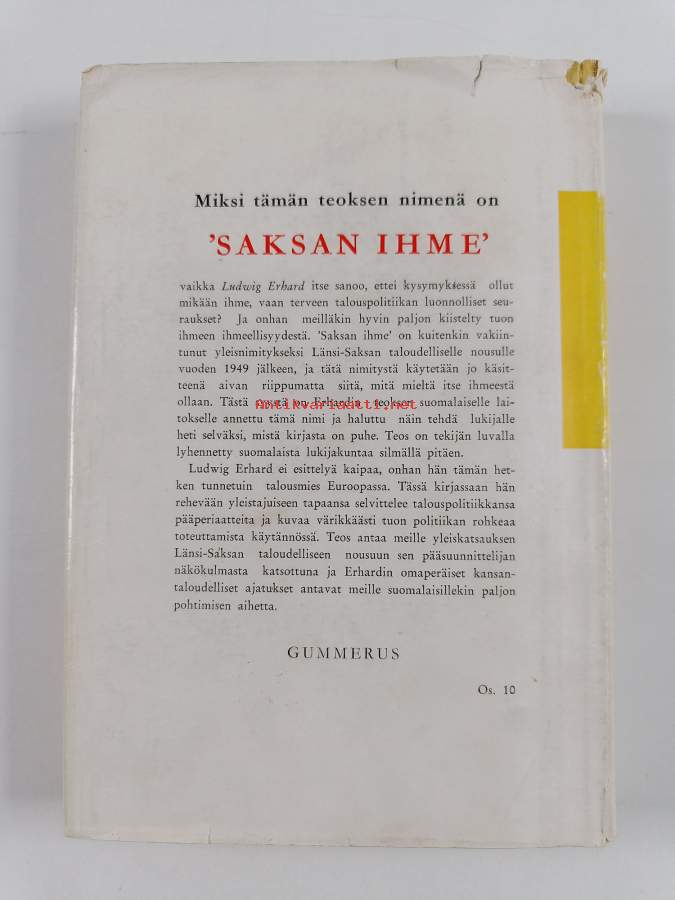 Miksi tämän teoksen nimenä on
’SAKSAN IHME’
vaikka Ludwig Erhard itse sanoo, ettei kysymyksessä ollut
mikään ihme, vaan terveen talouspolitiikan luonnolliset seu-
raukset? Ja onhan meilläkin hyvin paljon kiistelty tuon
ihmeen ihmeellisyydestä. ’Saksan ihme’ on kuitenkin vakiin-
tunut yleisnimitykseksi Länsi-Saksan taloudelliselle nousulle
vuoden 1949 jälkeen, ja tätä nimitystä käytetään jo käsit-
teenä aivan riippumatta siitä, mitä mieltä itse ihmeestä
ollaan. Tästä syystä on Erhardin teoksen suomalaiselle lai-
antikvariaatti.net
tokselle annettu tämä nimi ja haluttu näin tehdä lukijalle
heti selväksi, mistä kirjasta on puhe. Teos on tekijän luvalla
lyhennetty suomalaista lukijakuntaa silmällä pitäen.
Ludwig Erhard ei esittelyä kaipaa, onhan hän tämän het-
ken tunnetuin talousmies Euroopassa. Tässä kirjassaan hän
rehevään yleistajuiseen tapaansa selvittelee talouspolitiikkansa
pääperiaatteita ja kuvaa värikkäästi tuon politiikan rohkeaa
toteuttamista käytännössä. Teos antaa meille yleiskatsauksen
Länsi-Saksan taloudelliseen nousuun sen pääsuunnittelijan
näkökulmasta katsottuna ja Erhardin omaperäiset kansan-
taloudelliset ajatukset antavat meille suomalaisillekin paljon
pohtimisen aihetta.
GUMMERUS
Os. 10